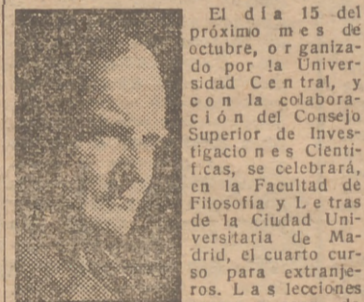 El día 15 del
próximo mes de
octubre, organiza-
do por la Univer-
sidad Central, y
con la colabora-
ción del Consejo
Superior de Inves-
tigaciones Cientí-
ficas, se celebrará,
en la Facultad de
Filosofía y Letras
de la Ciudad Uni-
versitaria de Ma-
drid, el cuarto cur-
so para extranje-
ros. Las lecciones